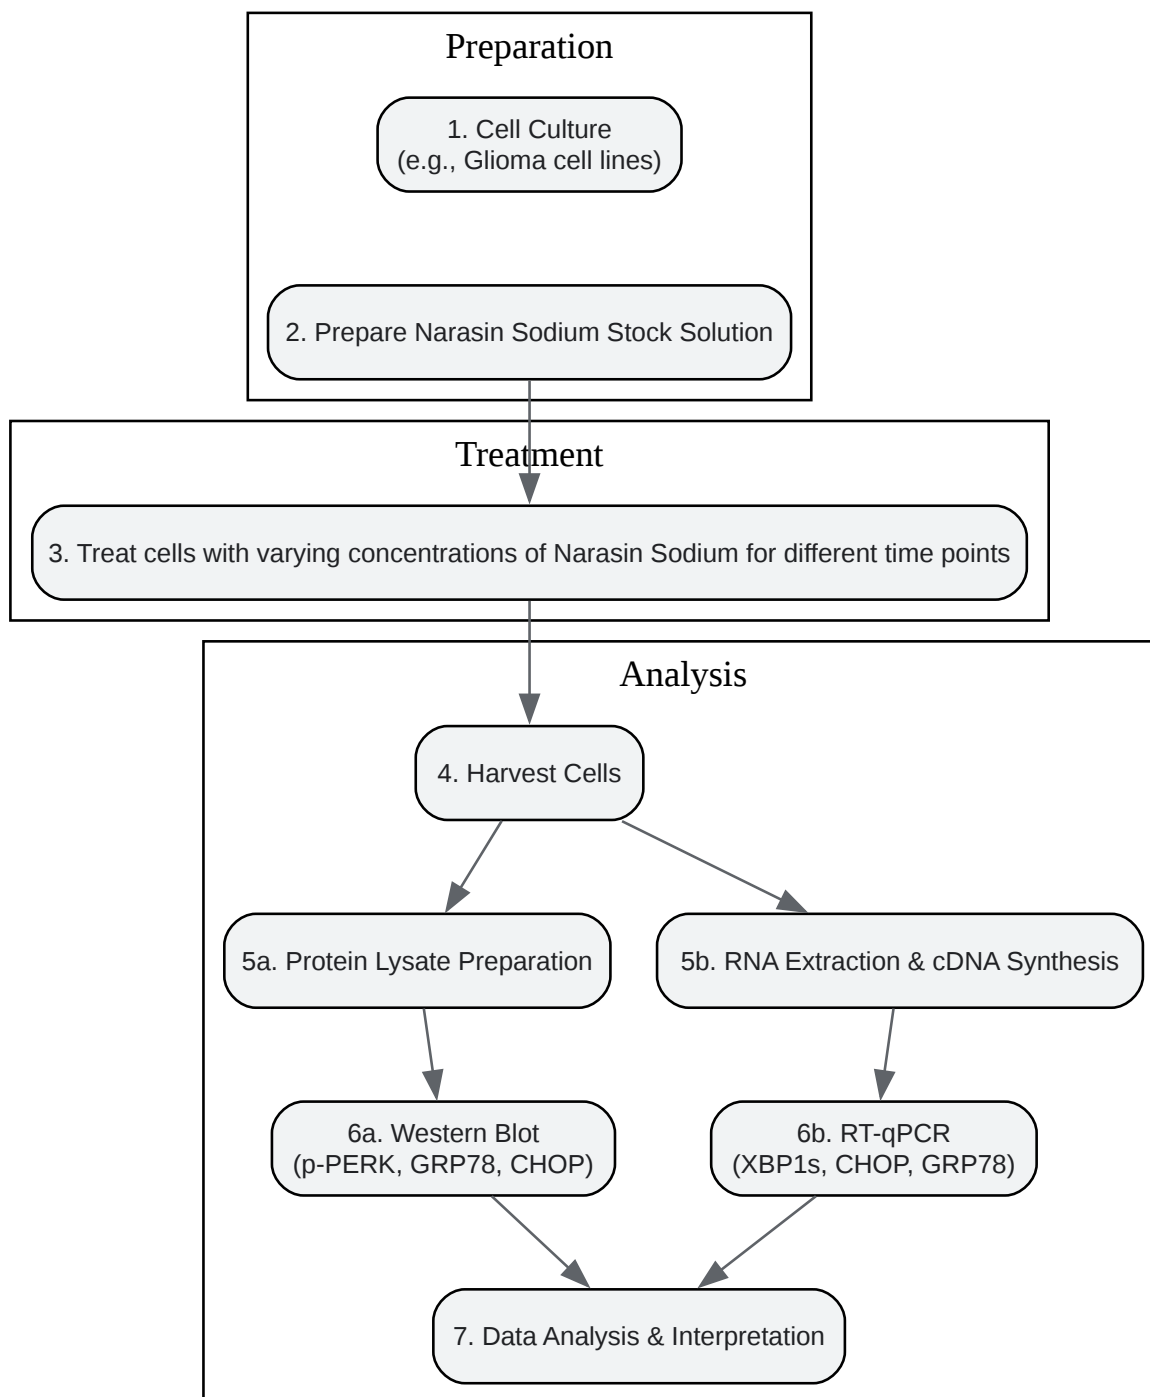 Preparation
1. Cell Culture
(e.g., Glioma cell lines)
2. Prepare Narasin Sodium Stock Solution
Treatment
3. Treat cells with varying concentrations of Narasin Sodium for different time points
Analysis
4. Harvest Cells
5a. Protein Lysate Preparation
5b. RNA Extraction & cDNA Synthesis
6a. Western Blot
(p-PERK, GRP78, CHOP)
6b. RT-qPCR
(XBP1s, CHOP, GRP78)
7. Data Analysis & Interpretation